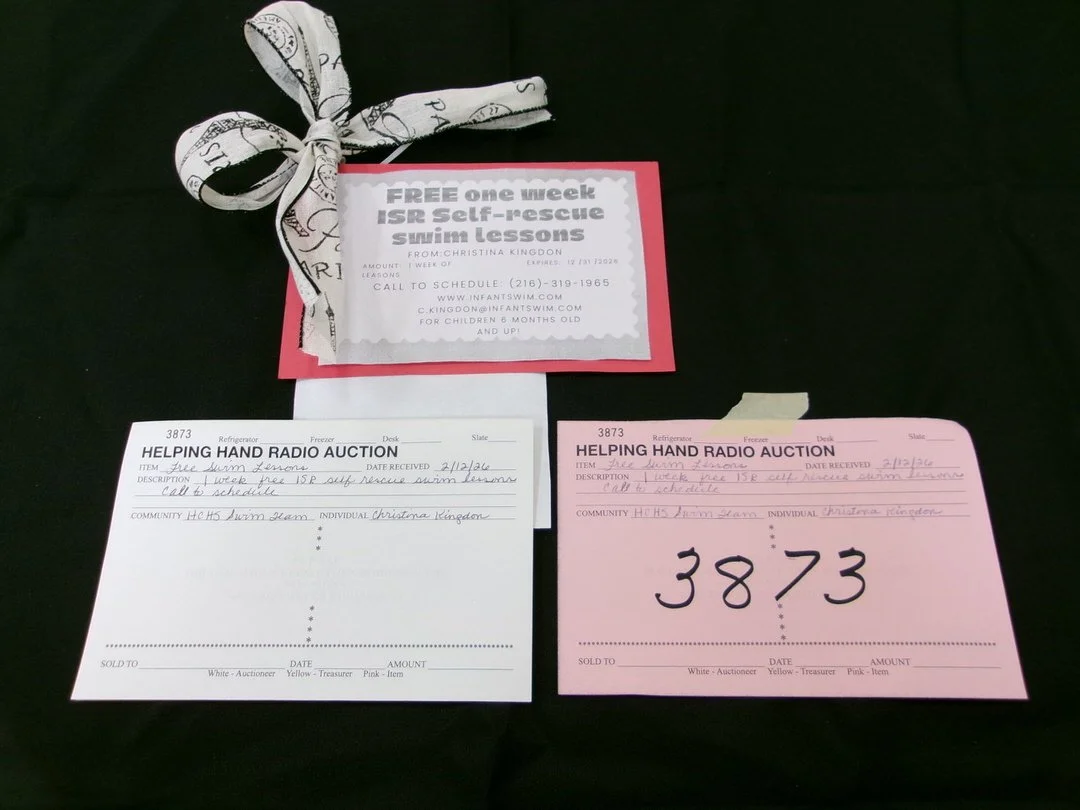 PA
PA
SIS
PARI
FREE one week
ISR Self-rescue
swim lessons
FROM:CHRISTINA KINGDON
AMOUNT: 1 WEEK OF LEASONS
EXPIRES: 12/31/2026
CALL TO SCHEDULE: (216)-319-1965
WWW.INFANTSWIM.COM
C.KINGDON@INFANTSWIM.COM
FOR CHILDREN 6 MONTHS OLD
AND UP!
3873
Refrigerator Freezer Desk Slate
HELPING HAND RADIO AUCTION
ITEM Free Swim Lessons DATE RECEIVED 2/12/26
DESCRIPTION 1 week free ISR self rescue swim lessons
Call to schedule
COMMUNITY HCHS Swim Team INDIVIDUAL Christina Kingdon
SOLD TO DATE AMOUNT
White - Auctioneer Yellow - Treasurer Pink - Item
3873
Refrigerator Freezer Desk Slate
HELPING HAND RADIO AUCTION
ITEM Free Swim Lessons DATE RECEIVED 2/12/26
DESCRIPTION 1 week free ISR self rescue swim lessons
Call to schedule
COMMUNITY HCHS Swim Team INDIVIDUAL Christina Kingdon
3873
SOLD TO DATE AMOUNT
White - Auctioneer Yellow - Treasurer Pink - Item